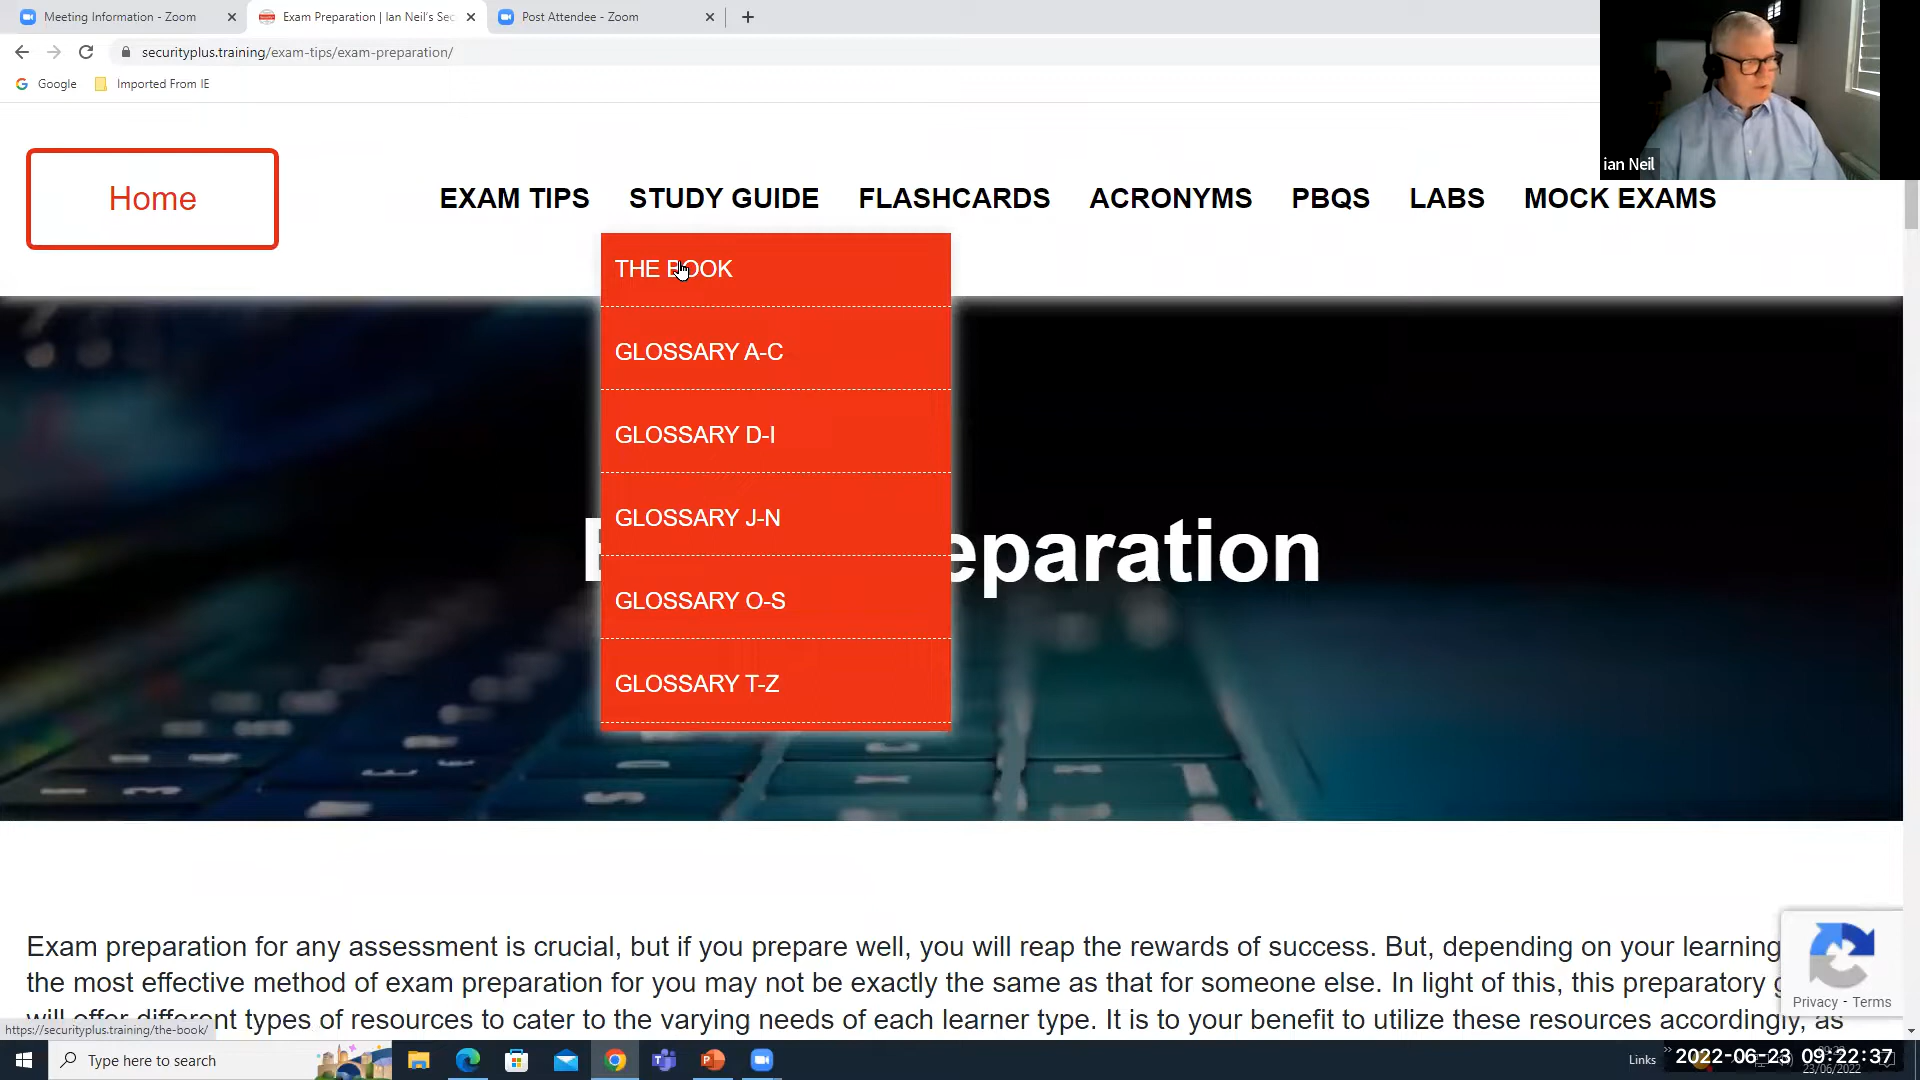 Meeting Information - Zoom
Exam Preparation | Ian Neil's Sec
Post Attendee - Zoom
securityplus.training/exam-tips/exam-preparation/
Google
Imported From IE
ian Neil
Home
EXAM TIPS
STUDY GUIDE
FLASHCARDS
ACRONYMS
PBQS
LABS
MOCK EXAMS
THE BOOK
GLOSSARY A-C
GLOSSARY D-I
GLOSSARY J-N
GLOSSARY O-S
GLOSSARY T-Z
E eparation
Exam preparation for any assessment is crucial, but if you prepare well, you will reap the rewards of success. But, depending on your learning
the most effective method of exam preparation for you may not be exactly the same as that for someone else. In light of this, this preparatory g
will offer different types of resources to cater to the varying needs of each learner type. It is to your benefit to utilize these resources accordingly, as
Privacy - Terms
https://securityplus.training/the-book/
Type here to search
Links
2022-06-23 09:22:37
23/06/2022